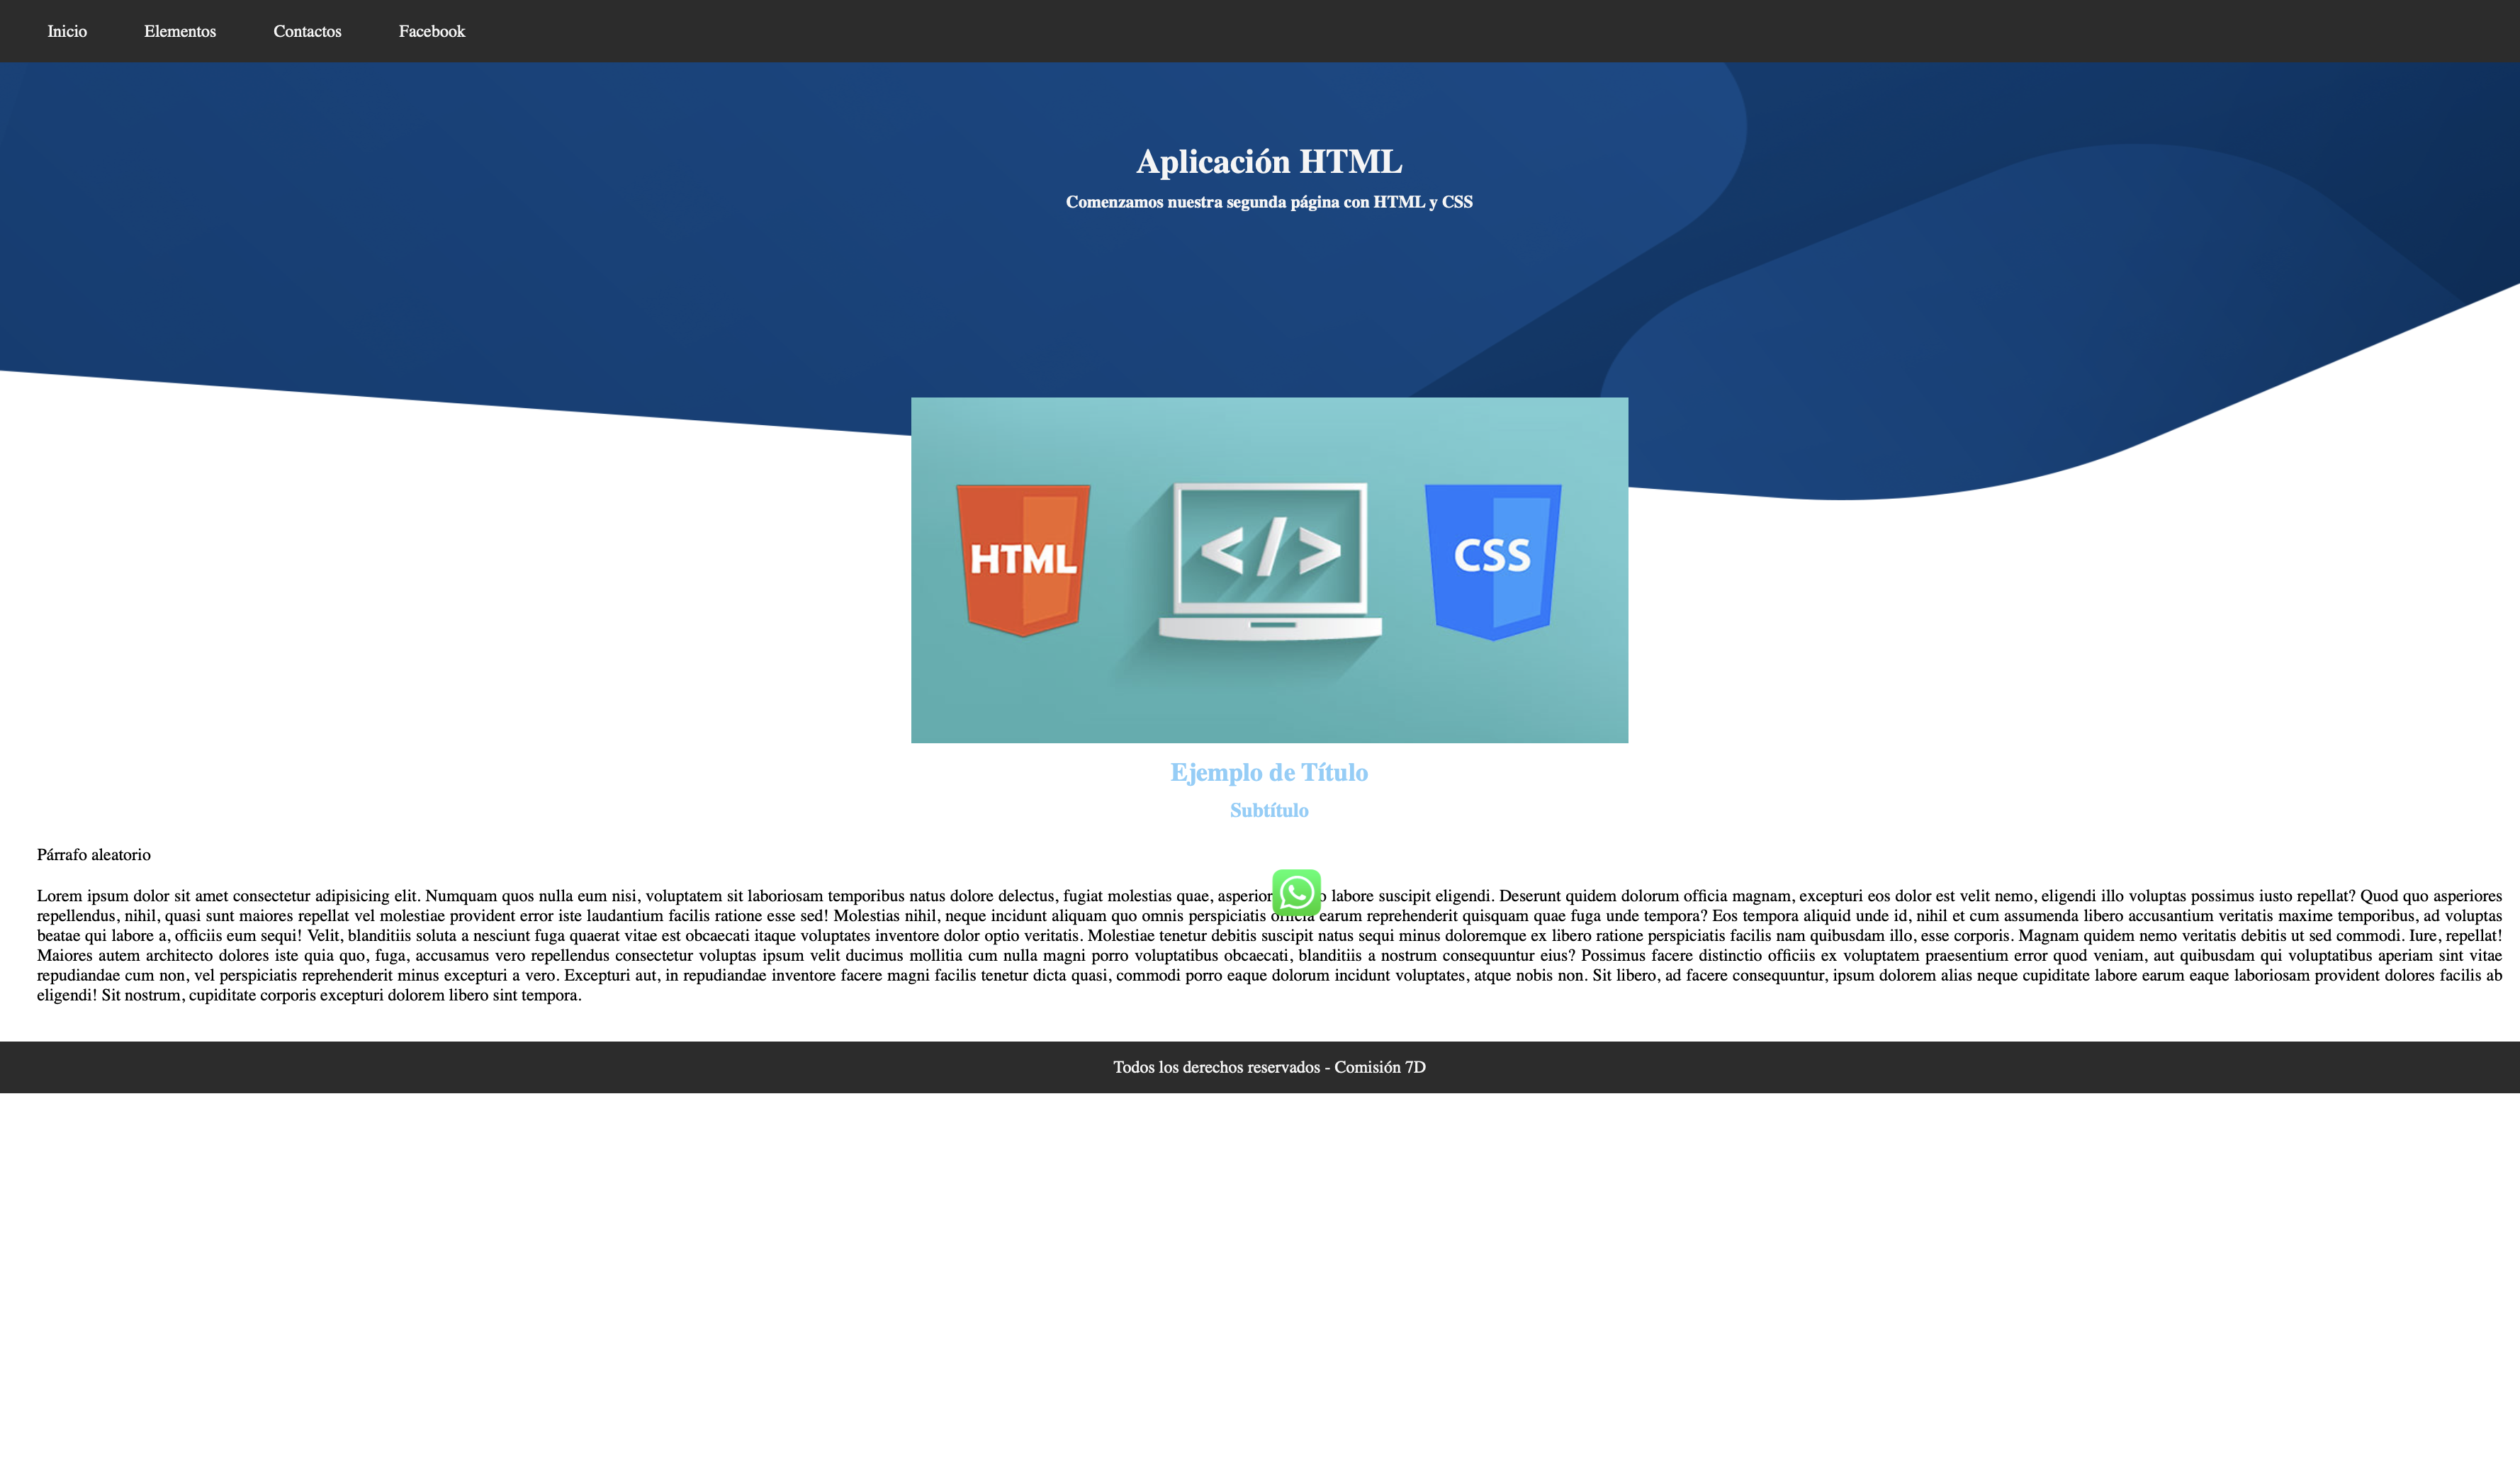 Inicio Elementos Contactos Facebook
Aplicación HTML
Comenzamos nuestra segunda página con HTML y CSS
HTML </> CSS
Ejemplo de Título
Subtítulo
Párrafo aleatorio
Lorem ipsum dolor sit amet consectetur adipisicing elit. Numquam quos nulla eum nisi, voluptatem sit laboriosam temporibus natus dolore delectus, fugiat molestias quae, labore suscipit eligendi. Deserunt quidem dolorum officia magnam, excepturi eos dolor est velit nemo, eligendi illo voluptas possimus iusto repellat? Quod quo asperiores
repellendus, nihil, quasi sunt maiores repellat vel molestiae provident error iste laudantium facilis ratione esse sed! Molestias nihil, neque incidunt aliquam quo omnis perspiciatis earum reprehenderit quisquam quae fuga unde tempora? Eos tempora aliquid unde id, nihil et cum assumenda libero accusantium veritatis maxime temporibus, ad voluptas
beatae qui labore a, officiis eum sequi! Velit, blanditiis soluta a nesciunt fuga quaerat vitae est obcaecati itaque voluptates inventore dolor optio veritatis. Molestiae tenetur debitis suscipit natus sequi minus doloremque ex libero ratione perspiciatis facilis nam quibusdam illo, esse corporis. Magnam quidem nemo veritatis debitis ut sed commodi. Iure, repellat!
Maiores autem architecto dolores iste quia quo, fuga, accusamus vero repellendus consectetur voluptas ipsum velit ducimus mollitia cum nulla magni porro voluptatibus obcaecati, blanditiis a nostrum consequuntur eius? Possimus facere distinctio officiis ex voluptatem praesentium error quod veniam, aut quibusdam qui voluptatibus aperiam sint vitae
repudiandae cum non, vel perspiciatis reprehenderit minus excepturi a vero. Excepturi aut, in repudiandae inventore facere magni facilis tenetur dicta quasi, commodi porro eaque dolorum incidunt voluptates, atque nobis non. Sit libero, ad facere consequuntur, ipsum dolorem alias neque cupiditate labore earum eaque laboriosam provident dolores facilis ab
eligendi! Sit nostrum, cupiditate corporis excepturi dolorem libero sint tempora.
Todos los derechos reservados - Comisión 7D